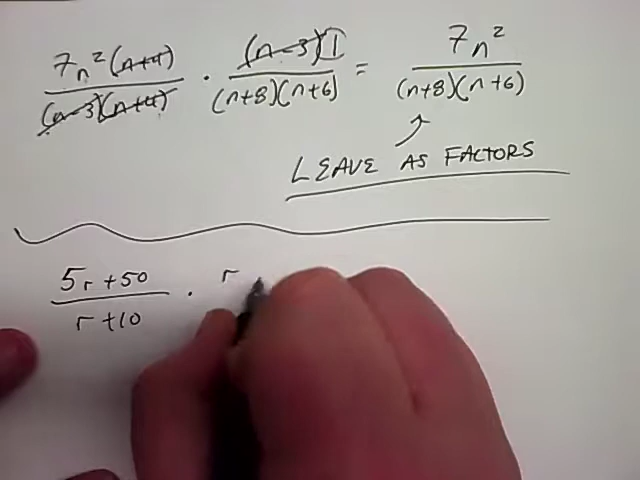 7n²(n+4) / (n-3)(n+4) · (n-3)1 / (n+8)(n+6) = 7n² / (n+8)(n+6)
LEAVE AS FACTORS
5r+50 / r+10 · r